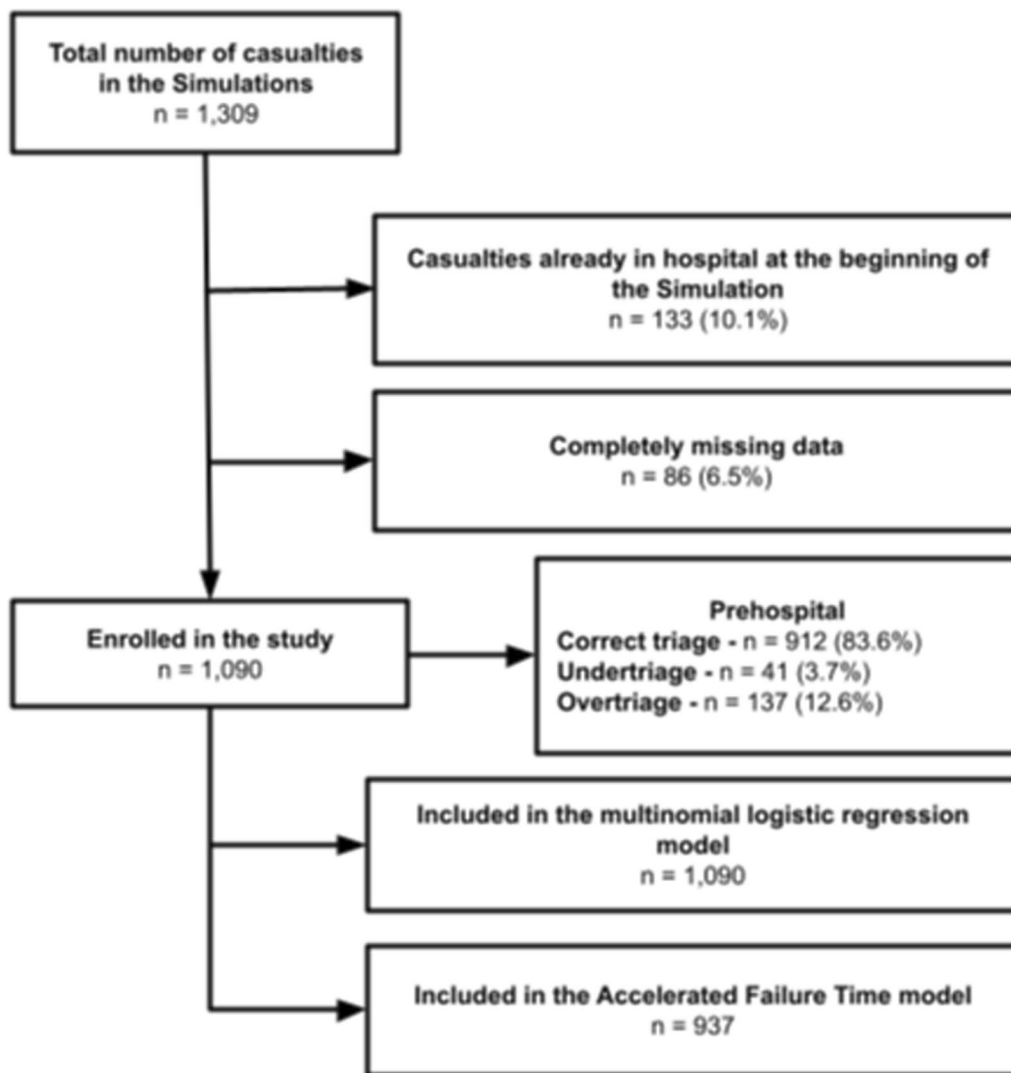 Total number of casualties
in the Simulations
n = 1,309
Casualties already in hospital at the beginning of
the Simulation
n = 133 (10.1%)
Completely missing data
n = 86 (6.5%)
Enrolled in the study
n = 1,090
Prehospital
Correct triage - n = 912 (83.6%)
Undertriage - n = 41 (3.7%)
Overtriage - n = 137 (12.6%)
Included in the multinomial logistic regression
model
n = 1,090
Included in the Accelerated Failure Time model
n = 937